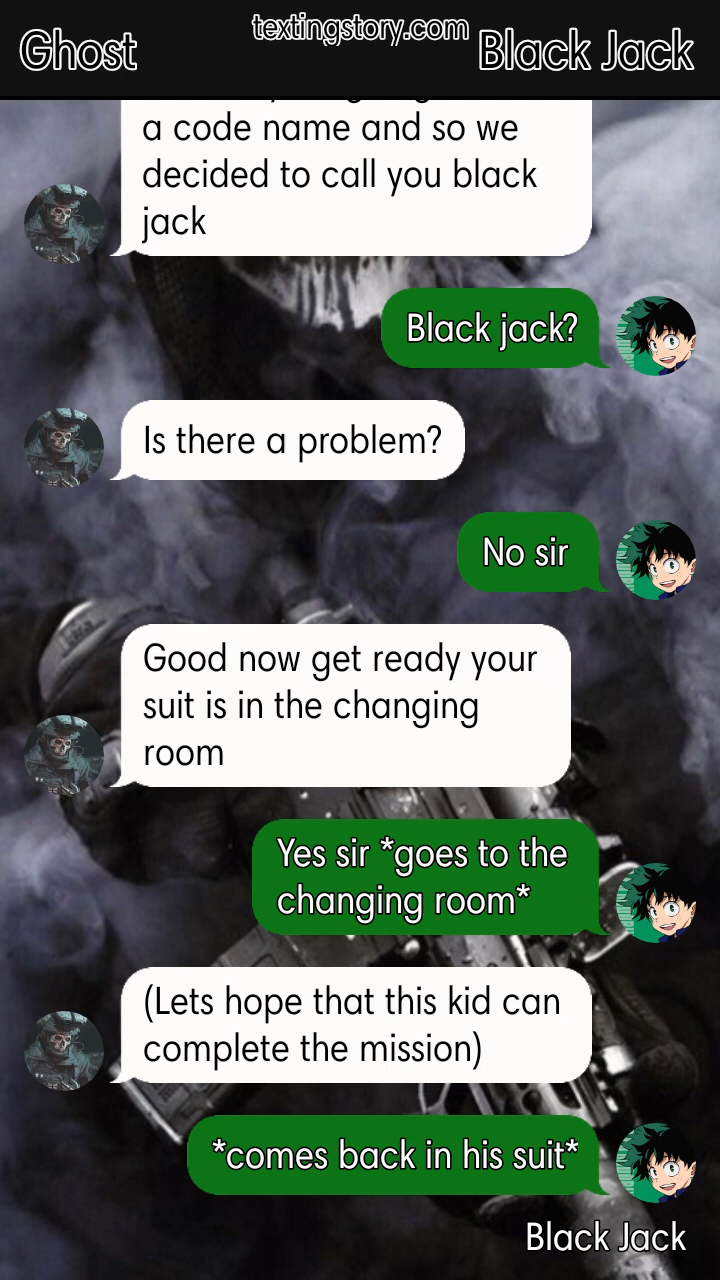 textingstory.com
Ghost
Black Jack
a code name and so we
decided to call you black
jack
Black jack?
Is there a problem?
No sir
Good now get ready your
suit is in the changing
room
Yes sir *goes to the
changing room*
(Lets hope that this kid can
complete the mission)
*comes back in his suit*
Black Jack